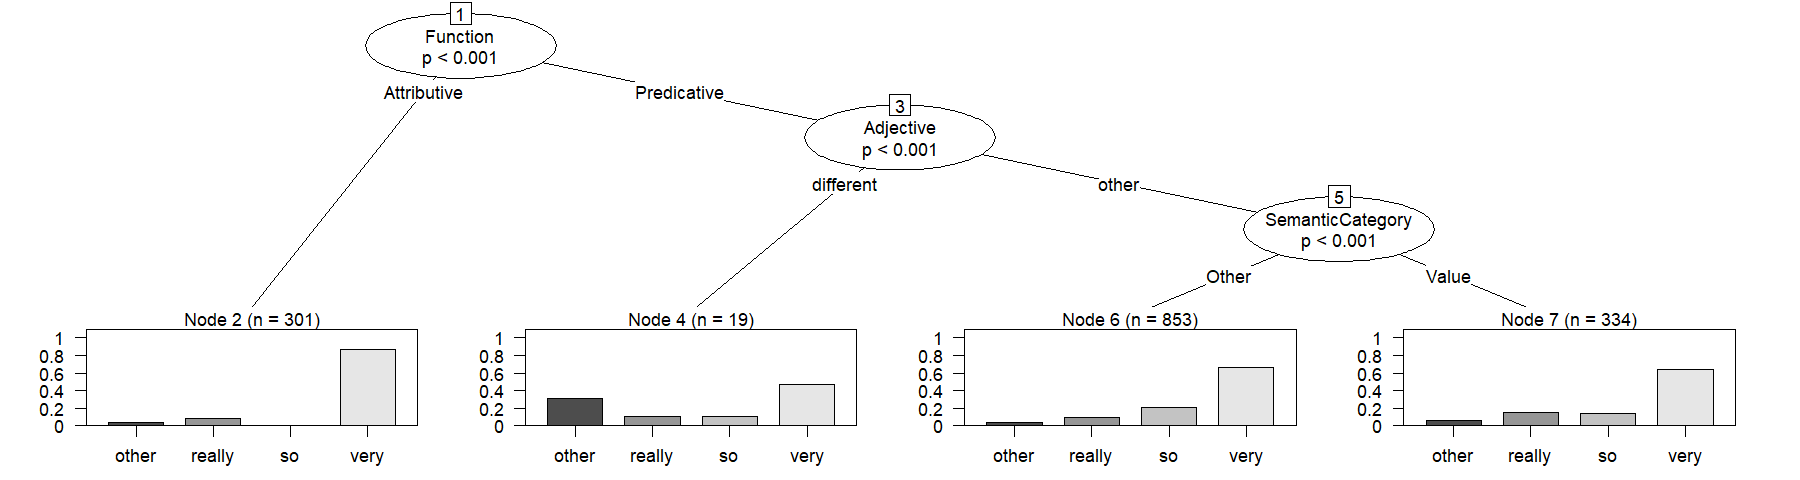 1
Function
p < 0.001
Attributive
Predicative
3
Adjective
p < 0.001
different
other
5
SemanticCategory
p < 0.001
Other
Value
Node 2 (n = 301)
1
0.8
0.6
0.4
0.2
0
other really so very
Node 4 (n = 19)
1
0.8
0.6
0.4
0.2
0
other really so very
Node 6 (n = 853)
1
0.8
0.6
0.4
0.2
0
other really so very
Node 7 (n = 334)
1
0.8
0.6
0.4
0.2
0
other really so very